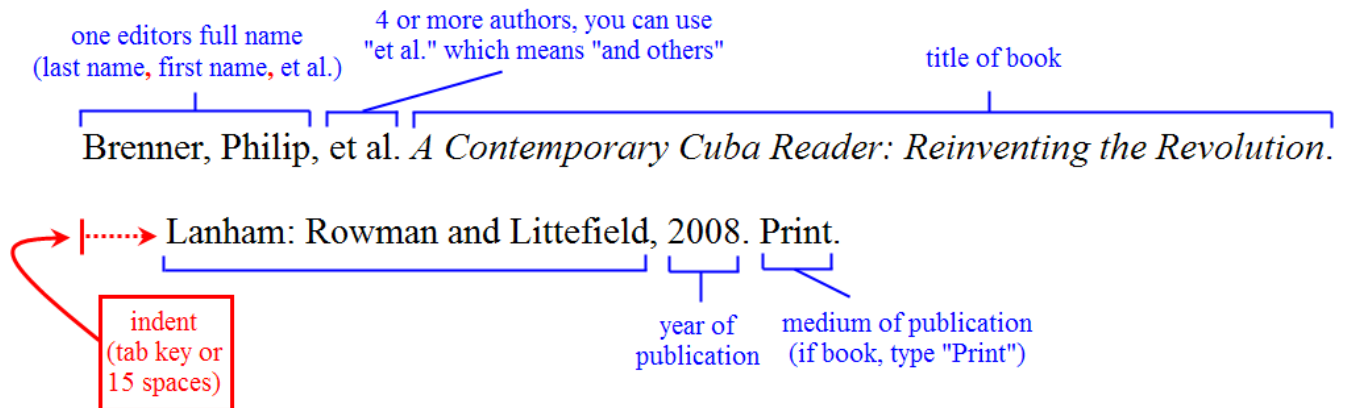 one editors full name
(last name, first name, et al.)
4 or more authors, you can use
"et al." which means "and others"
title of book
Brenner, Philip, et al. A Contemporary Cuba Reader: Reinventing the Revolution.
Lanham: Rowman and Littefield, 2008. Print.
indent
(tab key or
15 spaces)
year of
publication
medium of publication
(if book, type "Print")